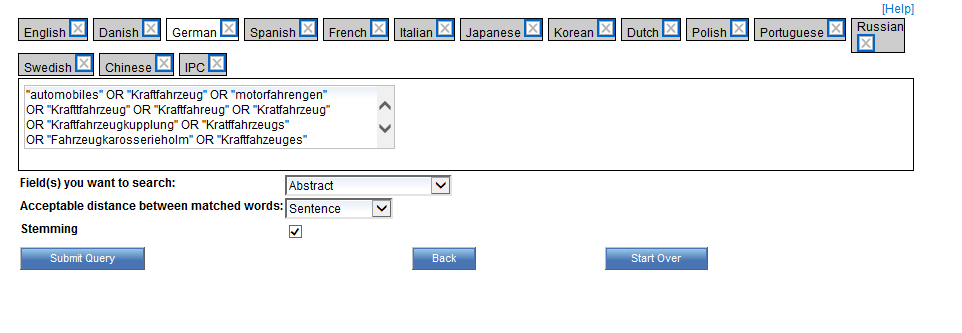 [Help]
English Danish German Spanish French Italian Japanese Korean Dutch Polish Portuguese Russian
Swedish Chinese IPC
"automobiles" OR "Kraftfahrzeug" OR "motorfahrengen"
OR "Krafttfahrzeug" OR "Kraftfahreug" OR "Kratfahrzeug"
OR "Kraftfahrzeugkupplung" OR "Kratffahrzeugs"
OR "Fahrzeugkarosserieholm" OR "Kraftfahzeuges"
Field(s) you want to search: Abstract
Acceptable distance between matched words: Sentence
Stemming
Submit Query Back Start Over